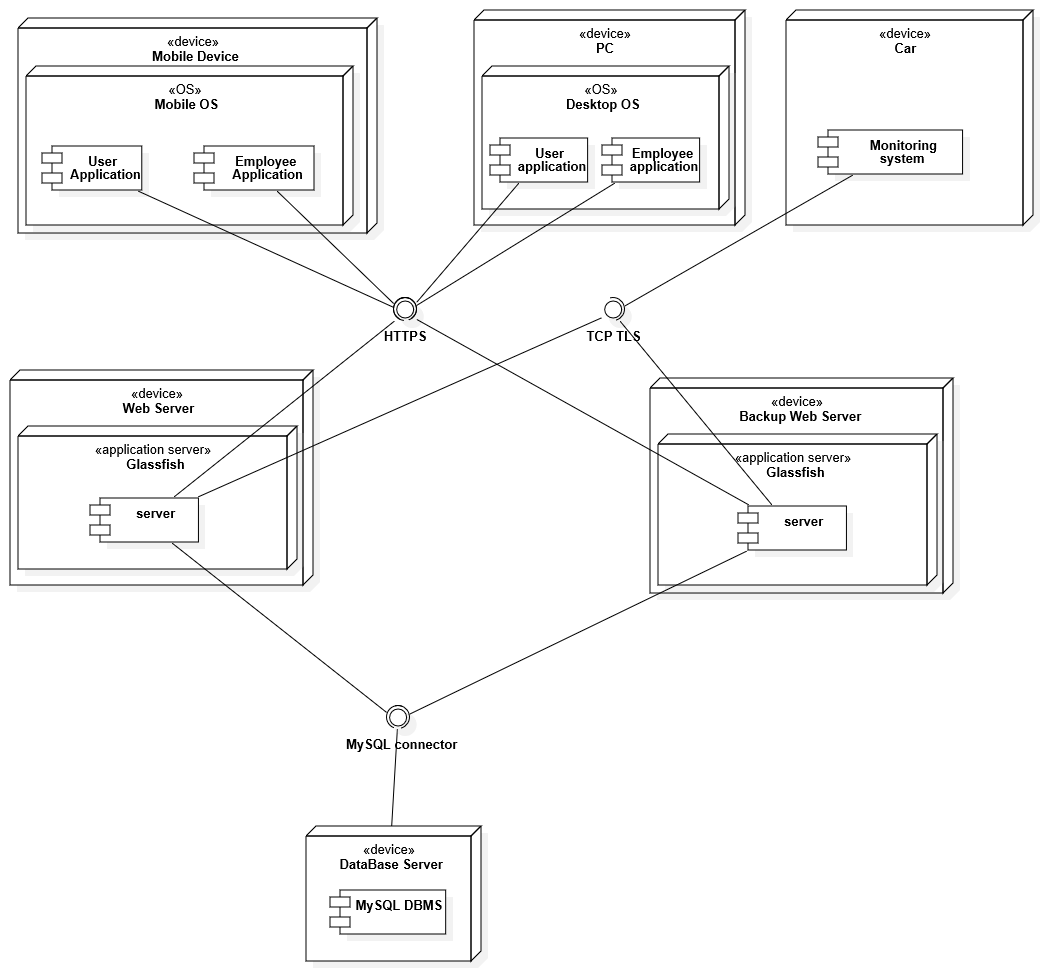 «device»
Mobile Device
«OS»
Mobile OS
User
Application
Employee
Application
«device»
PC
«OS»
Desktop OS
User
application
Employee
application
«device»
Car
Monitoring
system
HTTPS
TCP TLS
«device»
Web Server
«application server»
Glassfish
server
«device»
Backup Web Server
«application server»
Glassfish
server
MySQL connector
«device»
DataBase Server
MySQL DBMS